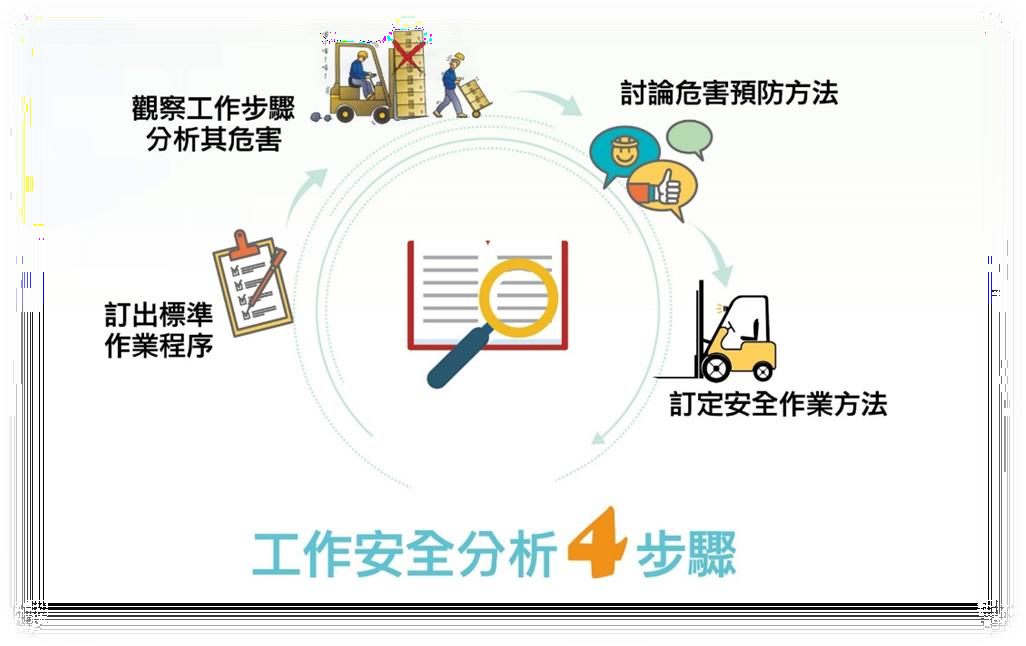 觀察工作步驟
分析其危害
討論危害預防方法
訂出標準
作業程序
訂定安全作業方法
工作安全分析4步驟